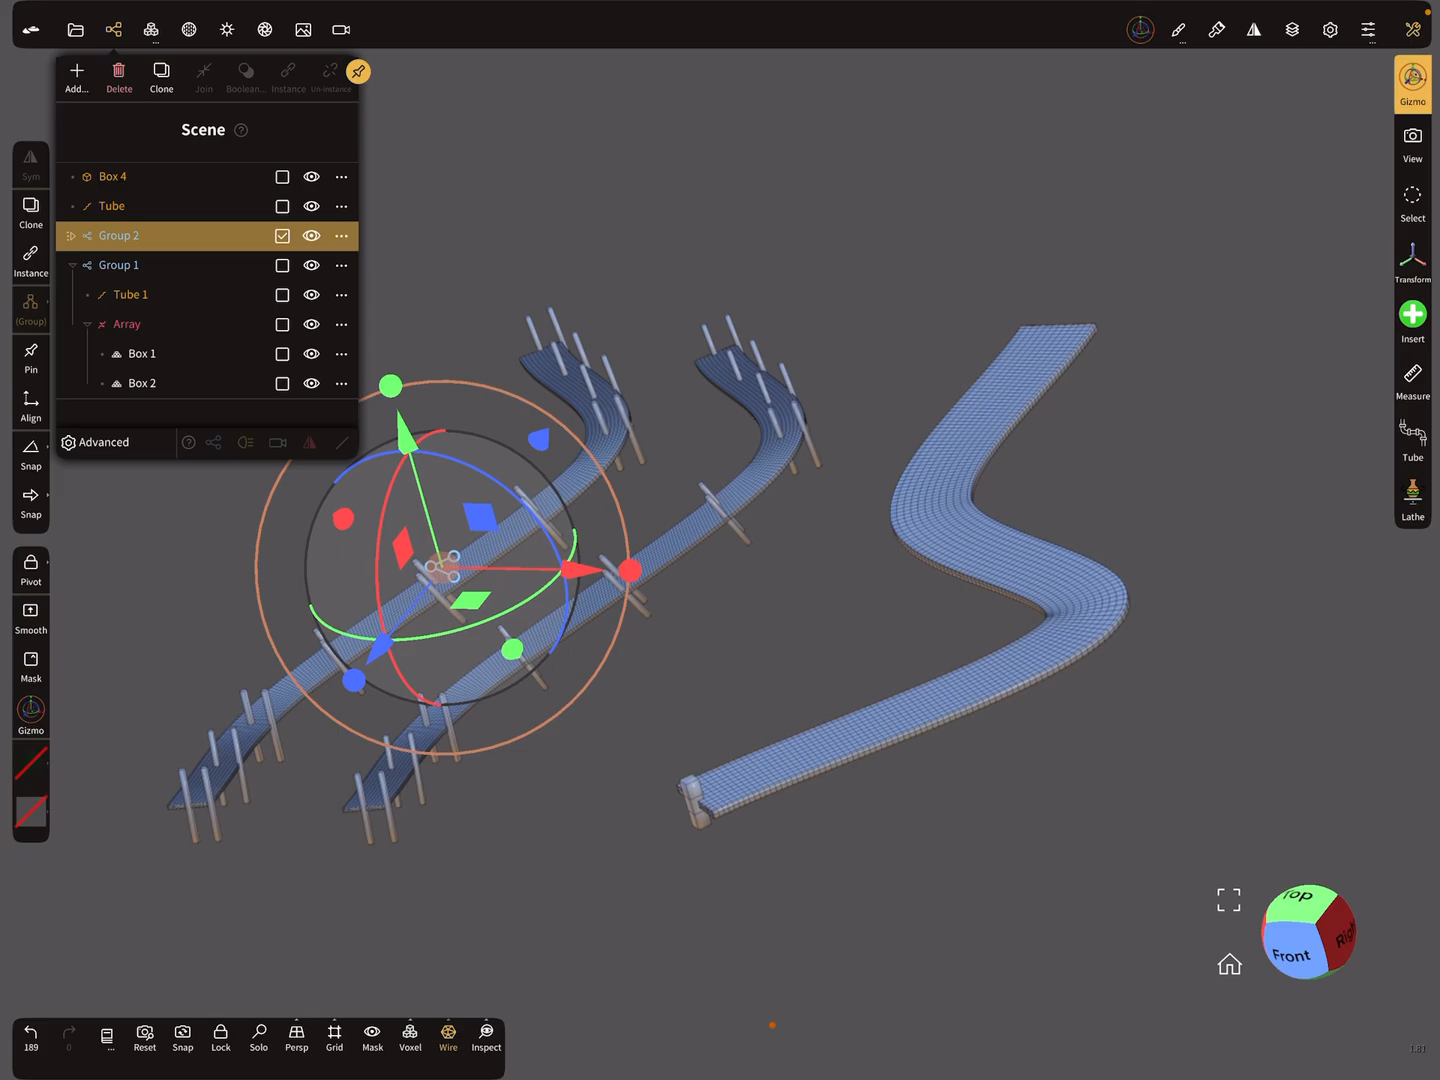 Add...
Delete
Clone
Join
Boolean...
Instance
Un-instance
Scene
?
Box 4
Tube
Group 2
Group 1
Tube 1
Array
Box 1
Box 2
Advanced
?
Sym
Clone
Instance
(Group)
Pin
Align
Snap
Snap
Pivot
Smooth
Mask
Gizmo
Gizmo
View
Select
Transform
Insert
Measure
Tube
Lathe
Top
Front
Righ
189
0
...
Reset
Snap
Lock
Solo
Persp
Grid
Mask
Voxel
Wire
Inspect
1.81